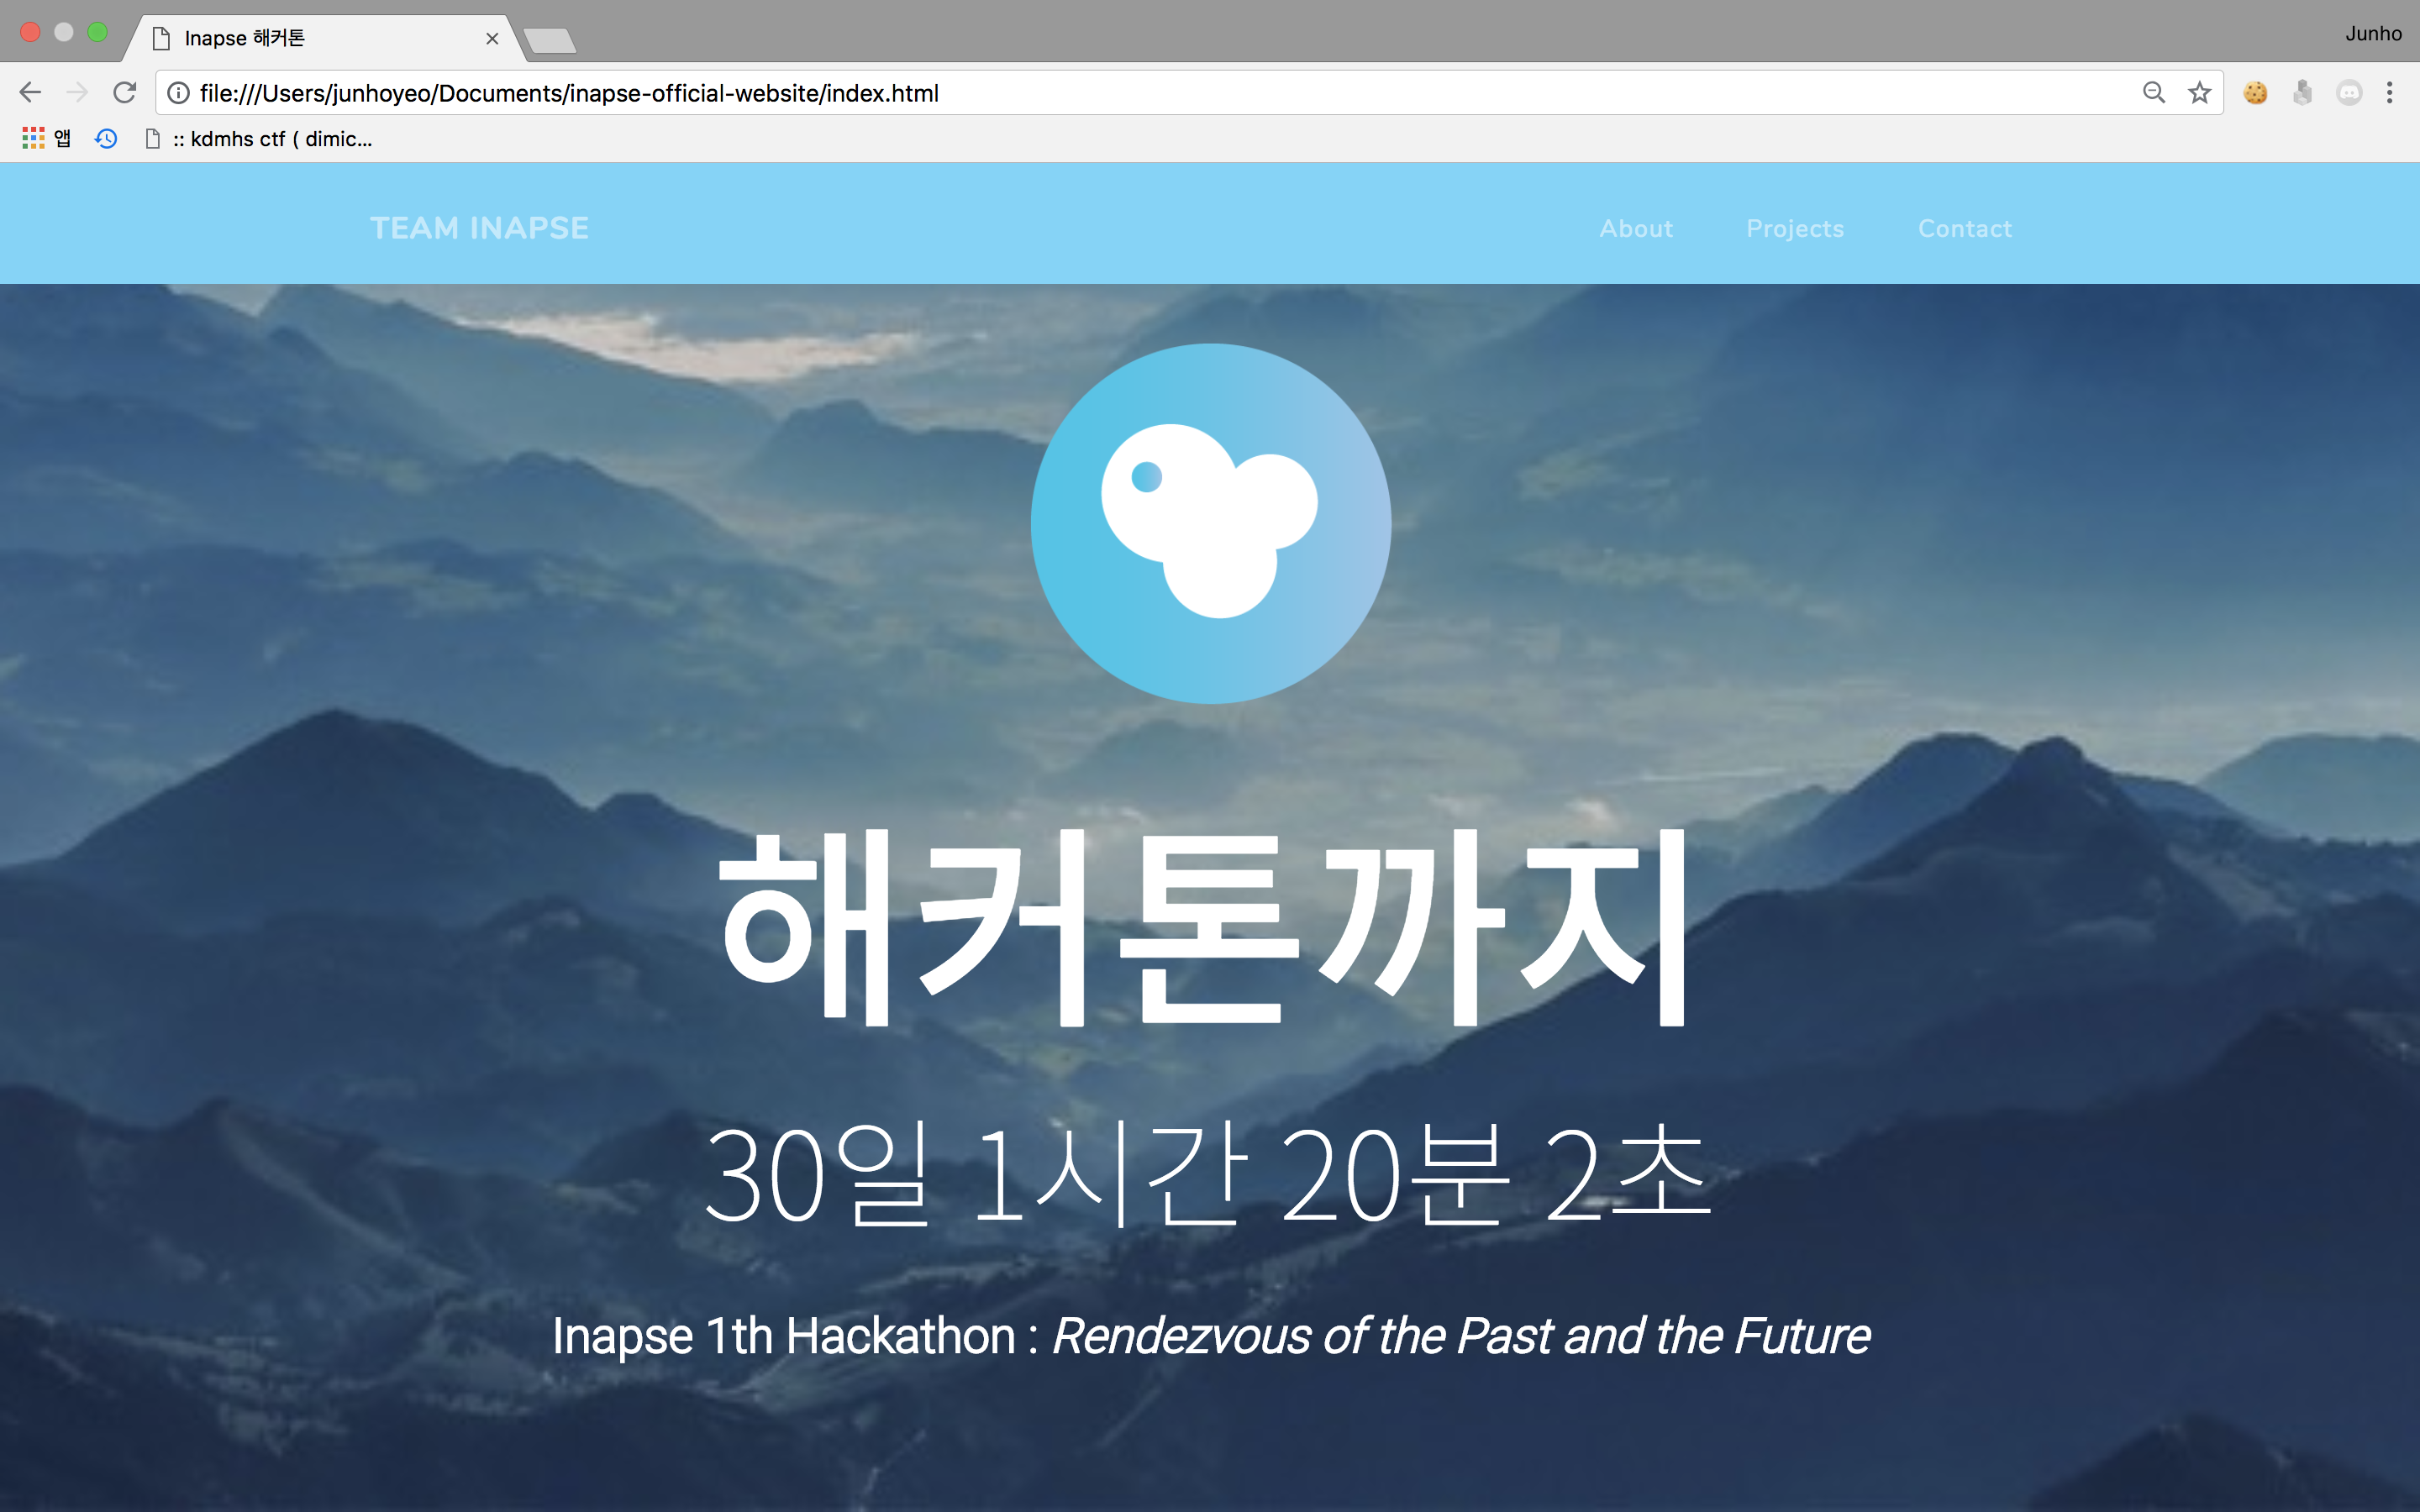 Inapse 해커톤
Junho
file:///Users/junhoyeo/Documents/inapse-official-website/index.html
앱
:: kdmhs ctf ( dimic...
TEAM INAPSE
About Projects Contact
해커톤까지
30일 1시간 20분 2초
Inapse 1th Hackathon : Rendezvous of the Past and the Future